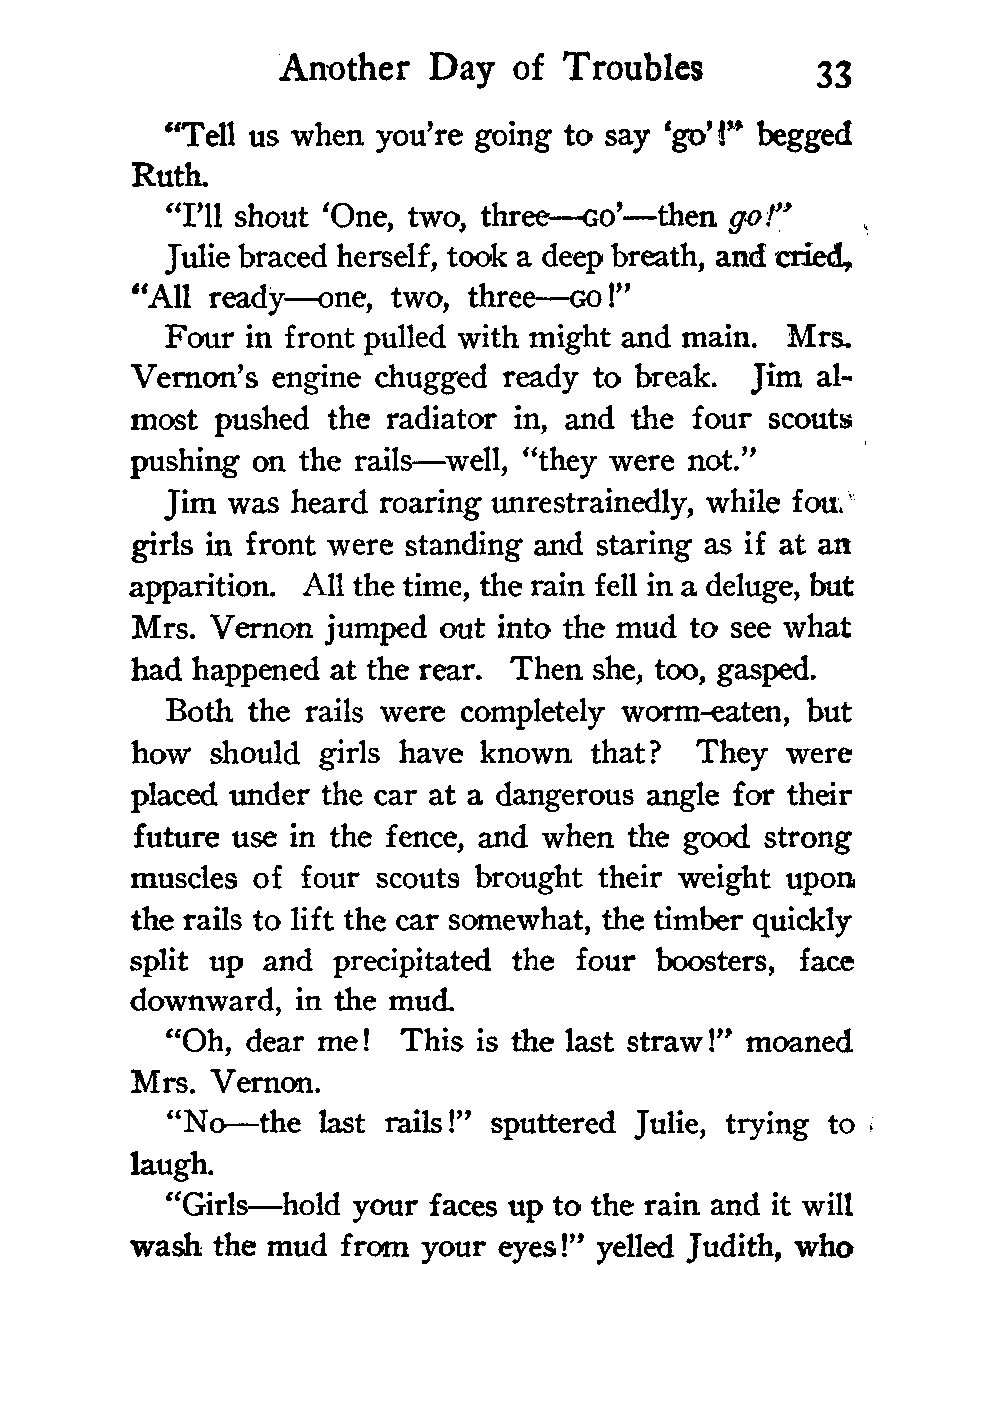 Another Day of Troubles 33
“Tell us when you’re going to say ‘go’!” begged
Ruth.
“I’ll shout ‘One, two, three—GO’—then go!”
Julie braced herself, took a deep breath, and cried,
“All ready—one, two, three—GO!”
Four in front pulled with might and main. Mrs.
Vernon’s engine chugged ready to break. Jim al-
most pushed the radiator in, and the four scouts
pushing on the rails—well, “they were not.”
Jim was heard roaring unrestrainedly, while four
girls in front were standing and staring as if at an
apparition. All the time, the rain fell in a deluge, but
Mrs. Vernon jumped out into the mud to see what
had happened at the rear. Then she, too, gasped.
Both the rails were completely worm-eaten, but
how should girls have known that? They were
placed under the car at a dangerous angle for their
future use in the fence, and when the good strong
muscles of four scouts brought their weight upon
the rails to lift the car somewhat, the timber quickly
split up and precipitated the four boosters, face
downward, in the mud.
“Oh, dear me! This is the last straw!” moaned
Mrs. Vernon.
“No—the last rails!” sputtered Julie, trying to
laugh.
“Girls—hold your faces up to the rain and it will
wash the mud from your eyes!” yelled Judith, who